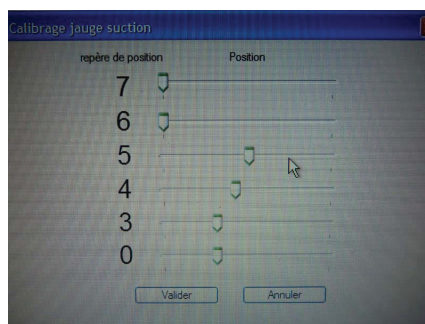 Calibrage jauge suction
repère de position Position
7
6
5
4
3
0
Valider Annuler